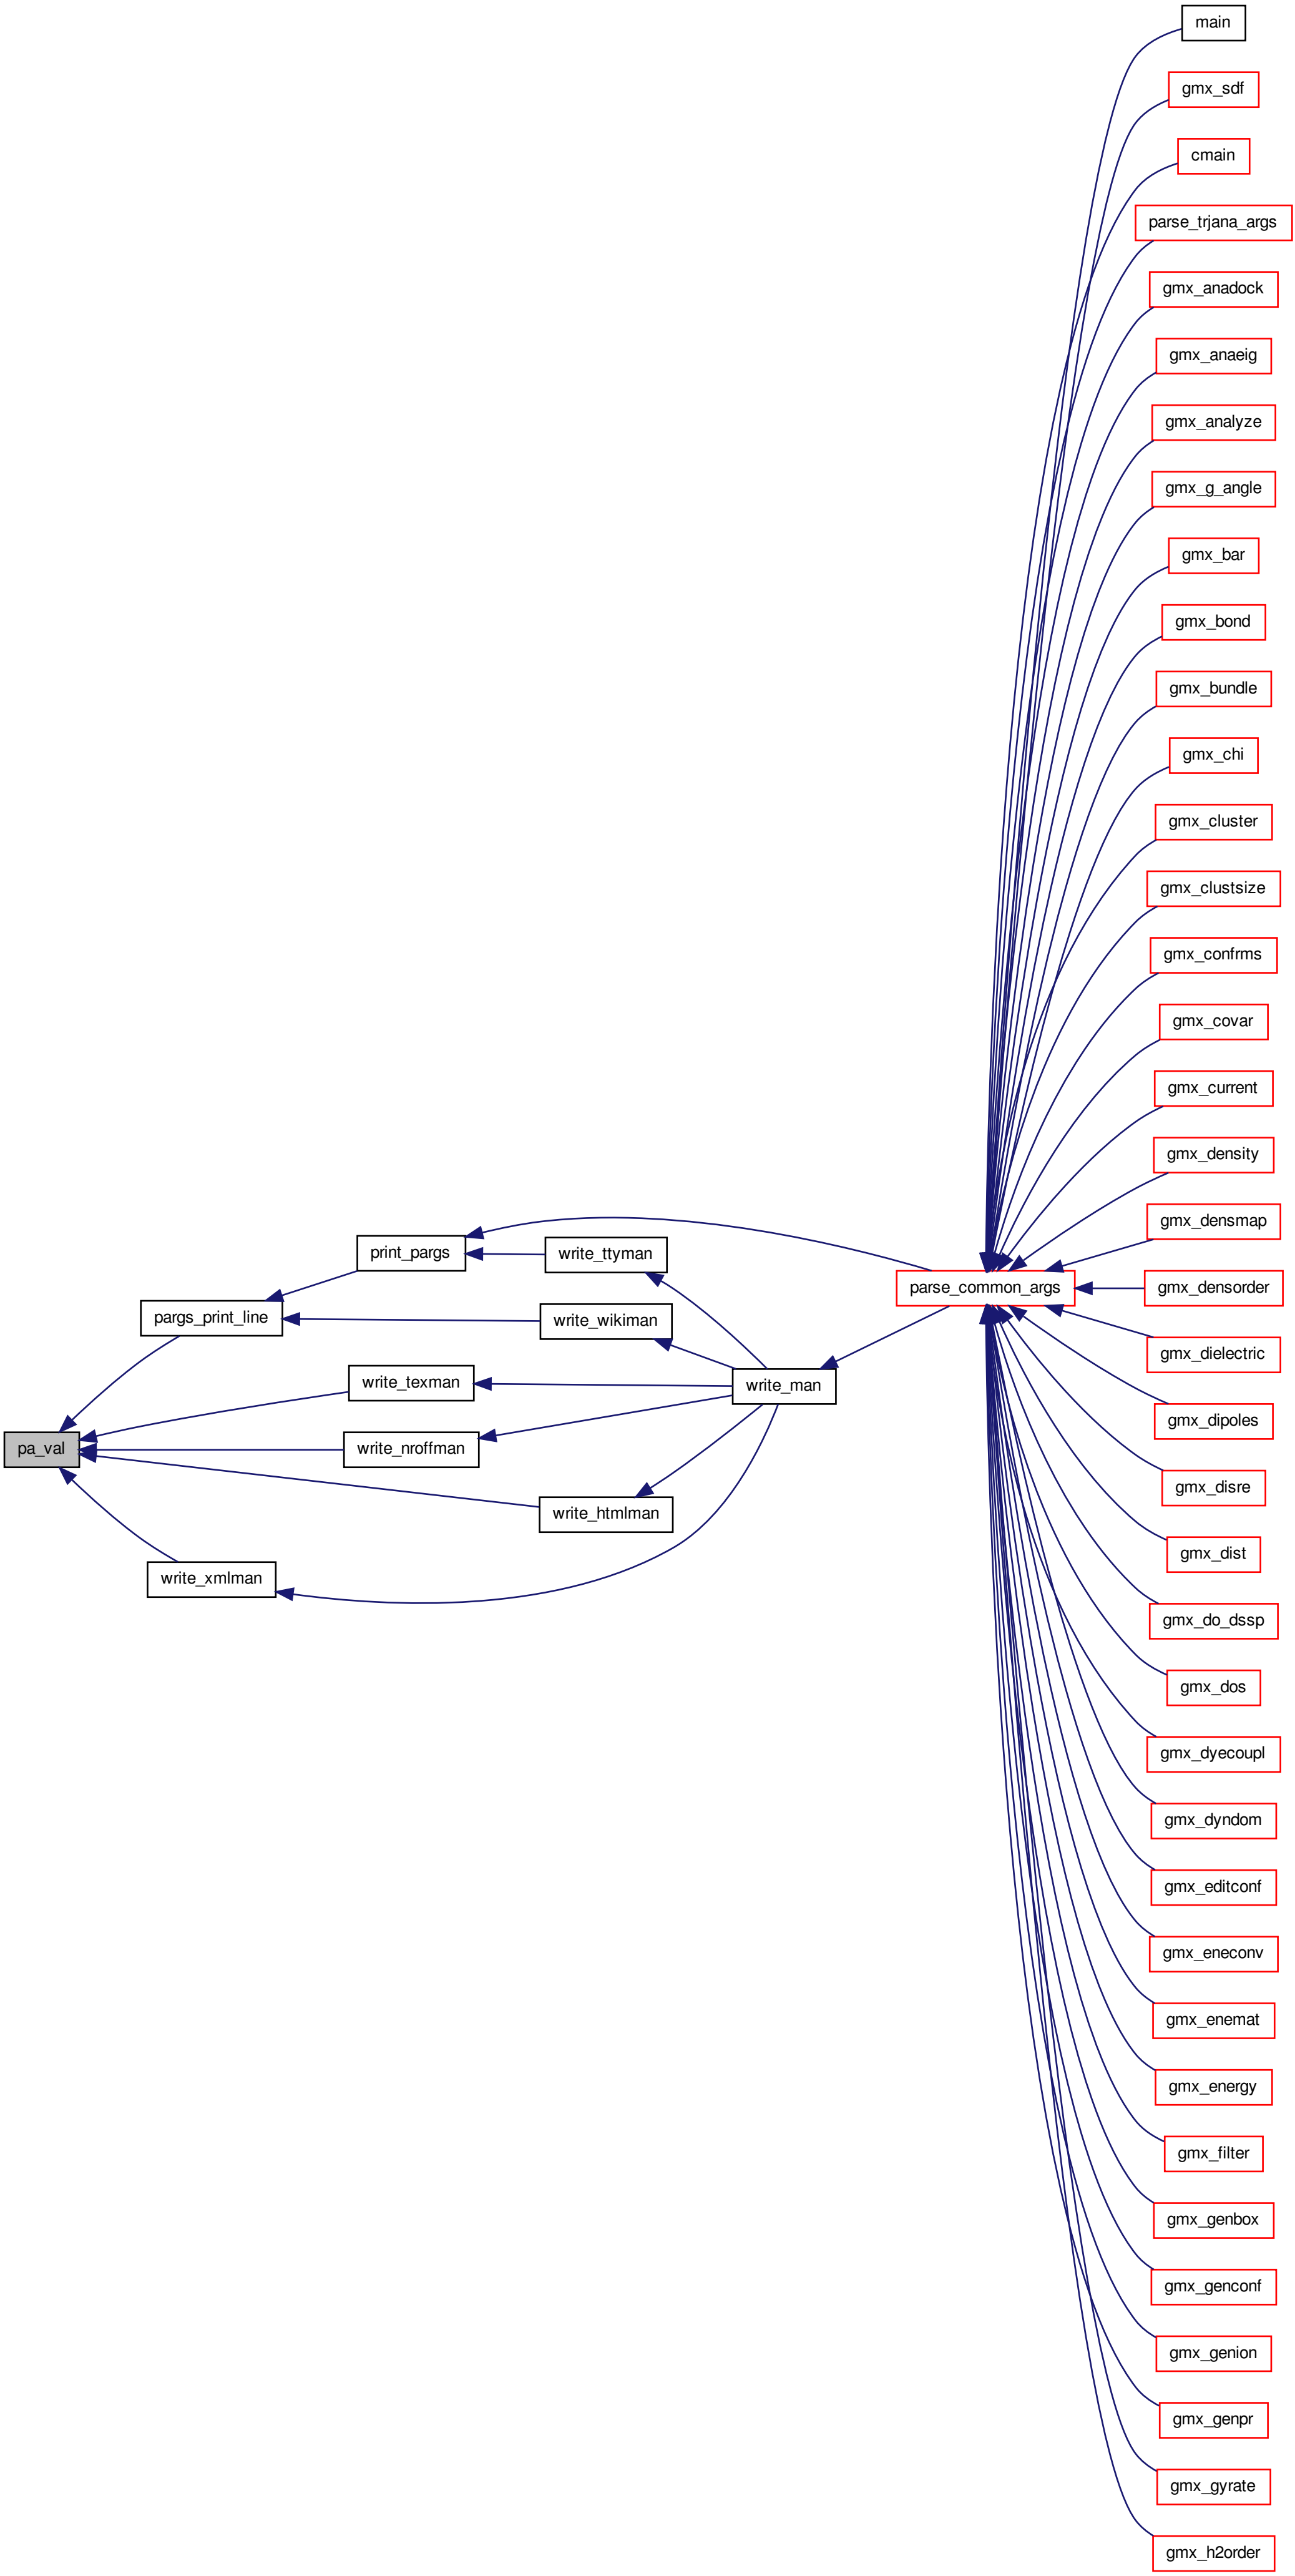 main
gmx_sdf
cmain
parse_trjana_args
gmx_anadock
gmx_anaeig
gmx_analyze
gmx_g_angle
gmx_bar
gmx_bond
gmx_bundle
gmx_chi
gmx_cluster
gmx_clustsize
gmx_confrms
gmx_covar
gmx_current
gmx_density
gmx_densmap
print_pargs
write_ttyman
parse_common_args
gmx_densorder
pargs_print_line
write_wikiman
gmx_dielectric
write_texman
write_man
gmx_dipoles
pa_val
write_nroffman
gmx_disre
write_htmlman
gmx_dist
write_xmlman
gmx_do_dssp
gmx_dos
gmx_dyecoupl
gmx_dyndom
gmx_editconf
gmx_eneconv
gmx_enemat
gmx_energy
gmx_filter
gmx_genbox
gmx_genconf
gmx_genion
gmx_genpr
gmx_gyrate
gmx_h2order